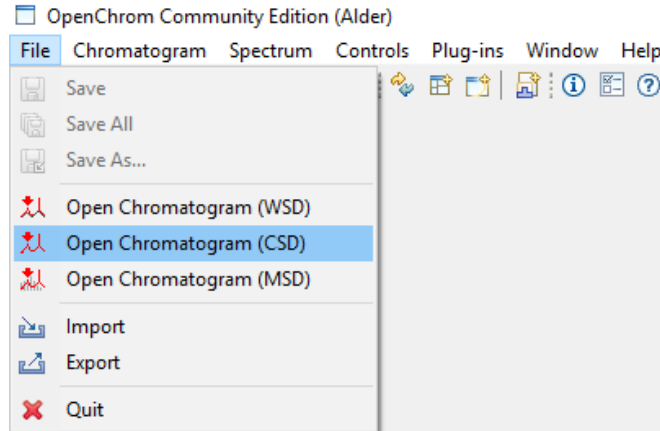 OpenChrom Community Edition (Alder)
File Chromatogram Spectrum Controls Plug-ins Window Help
Save
Save All
Save As...
Open Chromatogram (WSD)
Open Chromatogram (CSD)
Open Chromatogram (MSD)
Import
Export
Quit